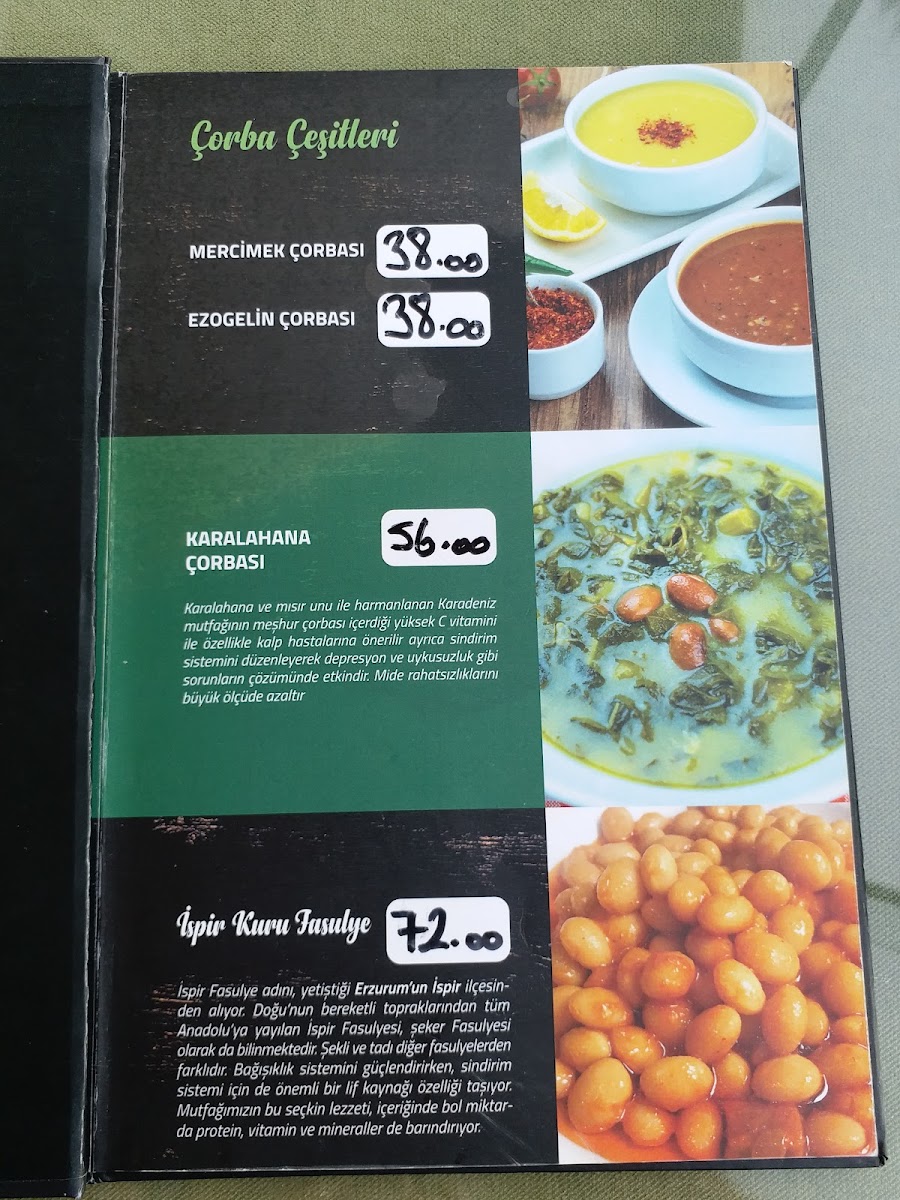 Çorba Çeşitleri
MERCİMEK ÇORBASI 38.00
EZOGELİN ÇORBASI 38.00
KARALAHANA 56.00
ÇORBASI
Karalahana ve mısır unu ile harmanlanan Karadeniz
mutfağının meşhur çorbası içerdiği yüksek C vitamini
ile özellikle kalp hastalarına önerilir ayrıca sindirim
sistemini düzenleyerek depresyon ve uykusuzluk gibi
sorunların çözümünde etkindir. Mide rahatsızlıklarını
büyük ölçüde azaltır
İspir Kuru Fasulye 72.00
İspir Fasulye adını, yetiştiği Erzurum'un İspir ilçesin-
den alıyor. Doğu'nun bereketli topraklarından tüm
Anadolu'ya yayılan İspir Fasulyesi, şeker Fasulyesi
olarak da bilinmektedir. Şekli ve tadı diğer fasulyelerden
farklıdır. Bağışıklık sistemini güçlendirirken, sindirim
sistemi için de önemli bir lif kaynağı özelliği taşıyor.
Mutfağımızın bu seçkin lezzeti, içeriğinde bol miktar-
da protein, vitamin ve mineraller de barındırıyor.